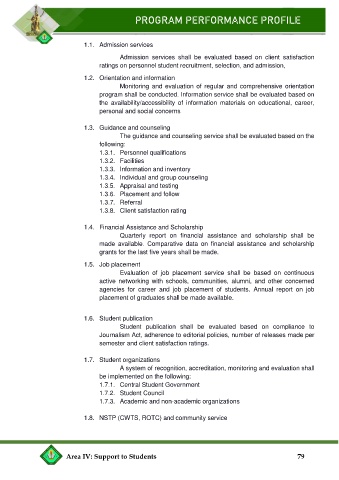 PROGRAM PERFORMANCE PROFILE
1.1. Admission services
Admission services shall be evaluated based on client satisfaction
ratings on personnel student recruitment, selection, and admission,
1.2. Orientation and information
Monitoring and evaluation of regular and comprehensive orientation
program shall be conducted. Information service shall be evaluated based on
the availability/accessibility of information materials on educational, career,
personal and social concerns
1.3. Guidance and counseling
The guidance and counseling service shall be evaluated based on the
following:
1.3.1. Personnel qualifications
1.3.2. Facilities
1.3.3. Information and inventory
1.3.4. Individual and group counseling
1.3.5. Appraisal and testing
1.3.6. Placement and follow
1.3.7. Referral
1.3.8. Client satisfaction rating
1.4. Financial Assistance and Scholarship
Quarterly report on financial assistance and scholarship shall be
made available. Comparative data on financial assistance and scholarship
grants for the last five years shall be made.
1.5. Job placement
Evaluation of job placement service shall be based on continuous
active networking with schools, communities, alumni, and other concerned
agencies for career and job placement of students. Annual report on job
placement of graduates shall be made available.
1.6. Student publication
Student publication shall be evaluated based on compliance to
Journalism Act, adherence to editorial policies, number of releases made per
semester and client satisfaction ratings.
1.7. Student organizations
A system of recognition, accreditation, monitoring and evaluation shall
be implemented on the following:
1.7.1. Central Student Government
1.7.2. Student Council
1.7.3. Academic and non-academic organizations
1.8. NSTP (CWTS, ROTC) and community service
Area IV: Support to Students 79